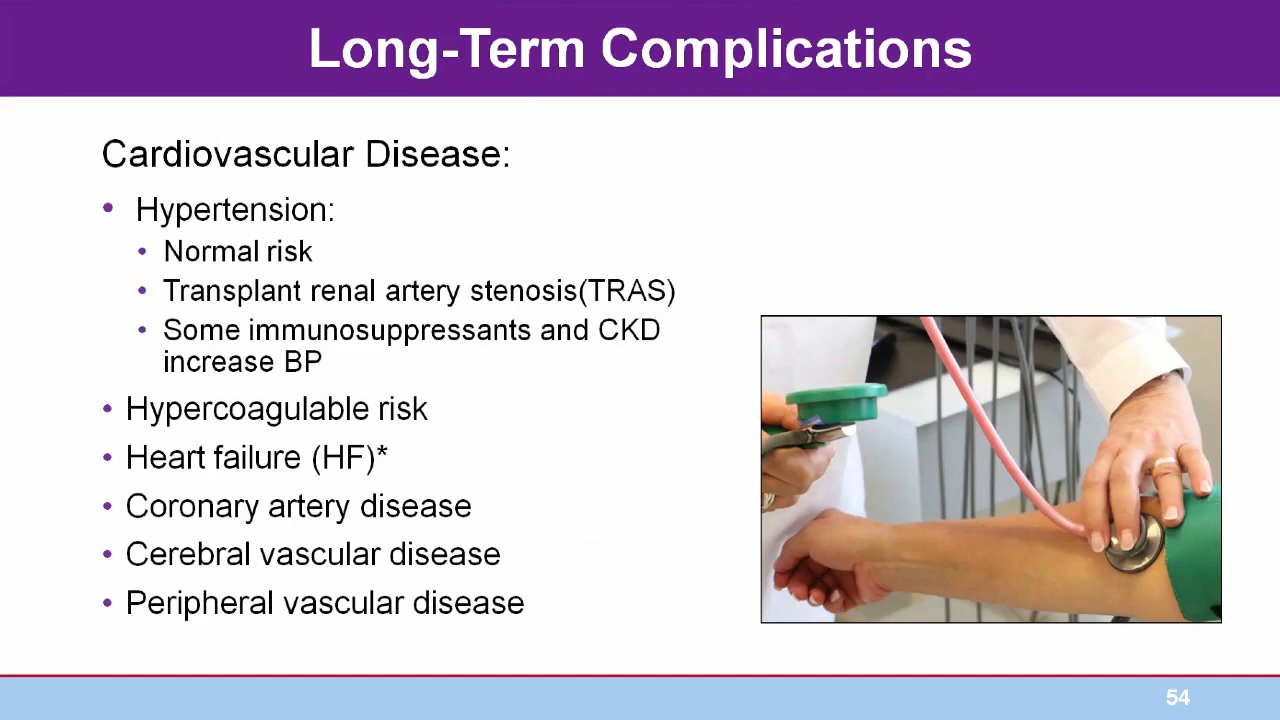 Long-Term Complications
Cardiovascular Disease:
• Hypertension:
• Normal risk
• Transplant renal artery stenosis(TRAS)
• Some immunosuppressants and CKD
increase BP
• Hypercoagulable risk
• Heart failure (HF)*
• Coronary artery disease
• Cerebral vascular disease
• Peripheral vascular disease
54